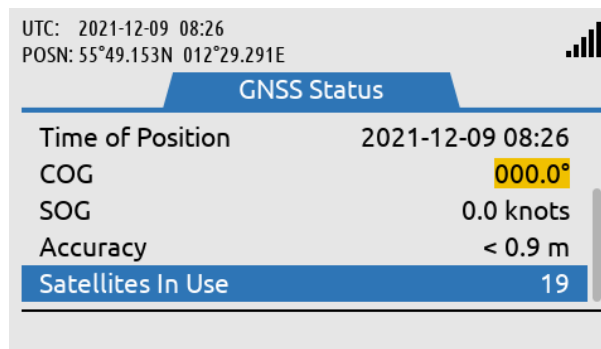 UTC: 2021-12-09 08:26
POSN: 55°49.153N 012°29.291E
GNSS Status
Time of Position 2021-12-09 08:26
COG 000.0°
SOG 0.0 knots
Accuracy < 0.9 m
Satellites In Use 19